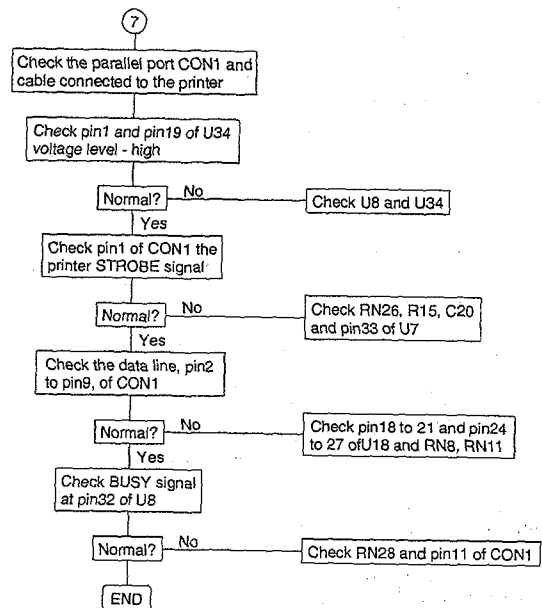 7
Check the parallel port CON1 and
cable connected to the printer
Check pin1 and pin19 of U34
voltage level - high
Normal?
No
Check U8 and U34
Yes
Check pin1 of CON1 the
printer STROBE signal
Normal?
No
Check RN26, R15, C20
and pin33 of U7
Yes
Check the data line, pin2
to pin9, of CON1
Normal?
No
Check pin18 to 21 and pin24
to 27 ofU18 and RN8, RN11
Yes
Check BUSY signal
at pin32 of U8
Normal?
No
Check RN28 and pin11 of CON1
END